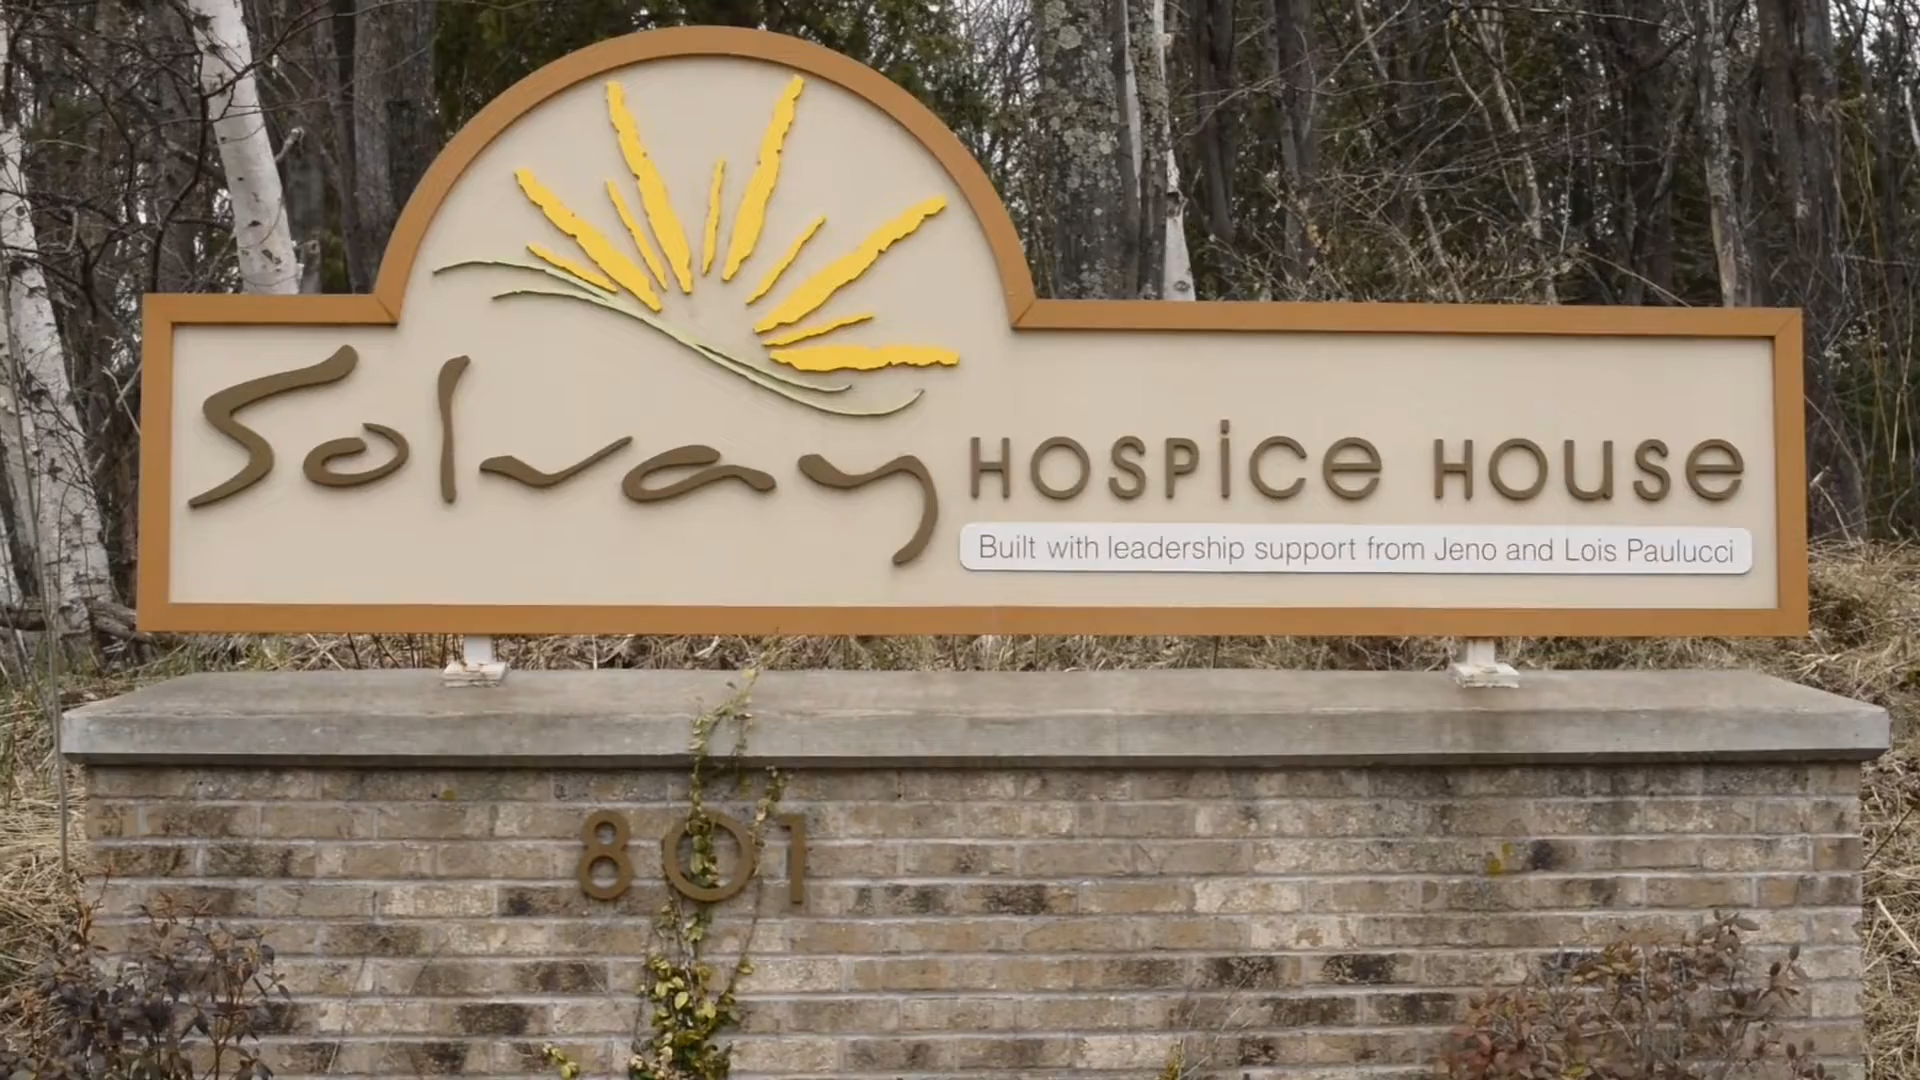 Solvay HOSPiCe HOUSe
Built with leadership support from Jeno and Lois Paulucci
801